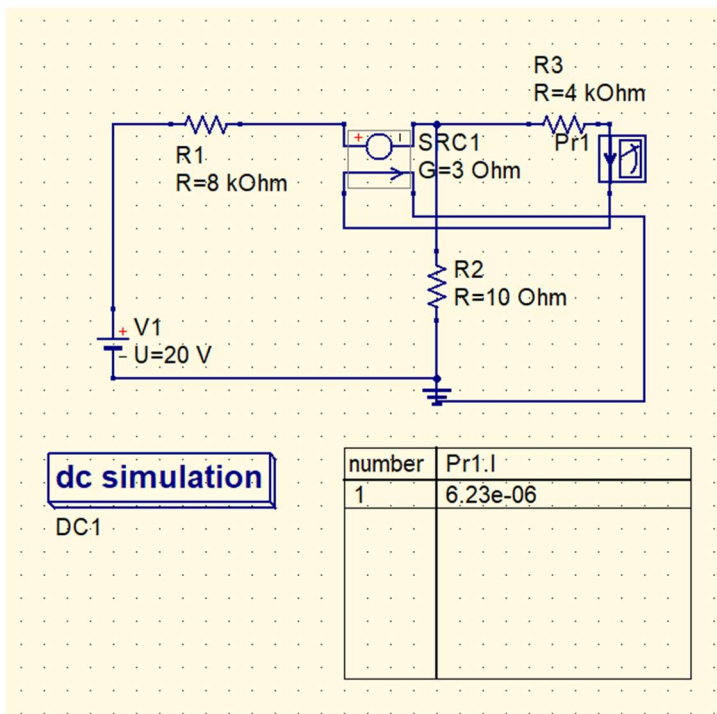 R3
R=4 kOhm
Pr1
R1
R=8 kOhm
+ I
SRC1
G=3 Ohm
R2
R=10 Ohm
+ V1
– U=20 V
dc simulation
DC1
number Pr1.I
1 6.23e-06